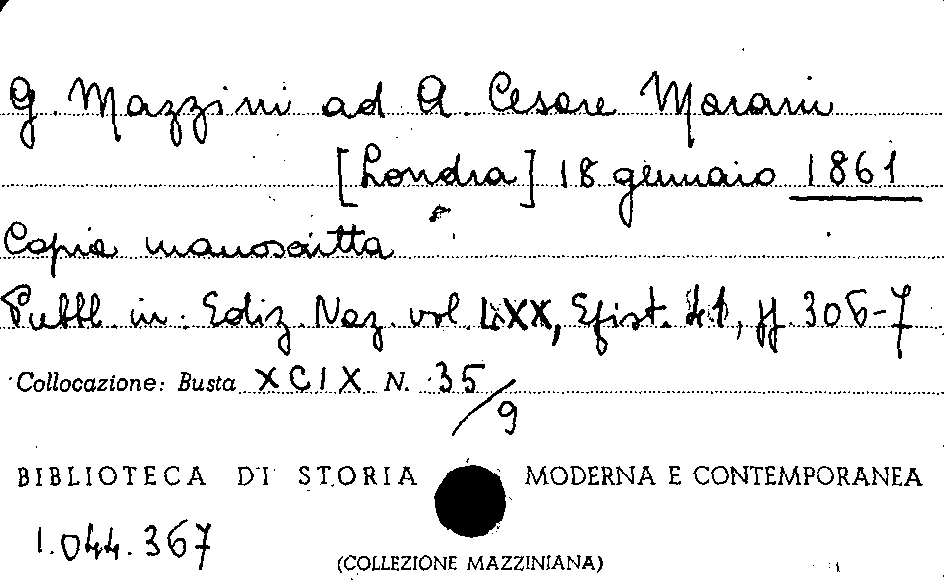 G. Mazzini ad A. Cesare Marani
[Londra] 18 gennaio 1861
Copia manoscritta
Pubbl. in: Ediz. Naz. vol. LXX, Epist. 41, pp. 306-7
Collocazione: Busta XCIX N. 35/9
BIBLIOTECA DI STORIA MODERNA E CONTEMPORANEA
1.044.367
(COLLEZIONE MAZZINIANA)